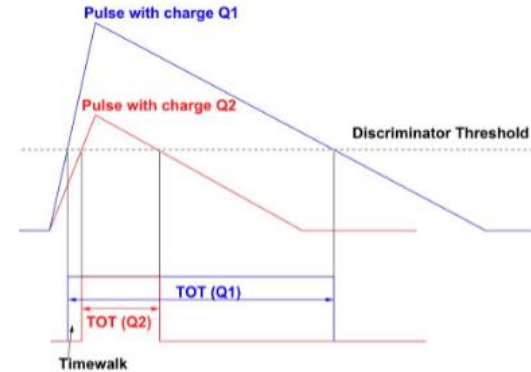 Pulse with charge Q1
Pulse with charge Q2
Discriminator Threshold
TOT (Q1)
TOT (Q2)
Timewalk